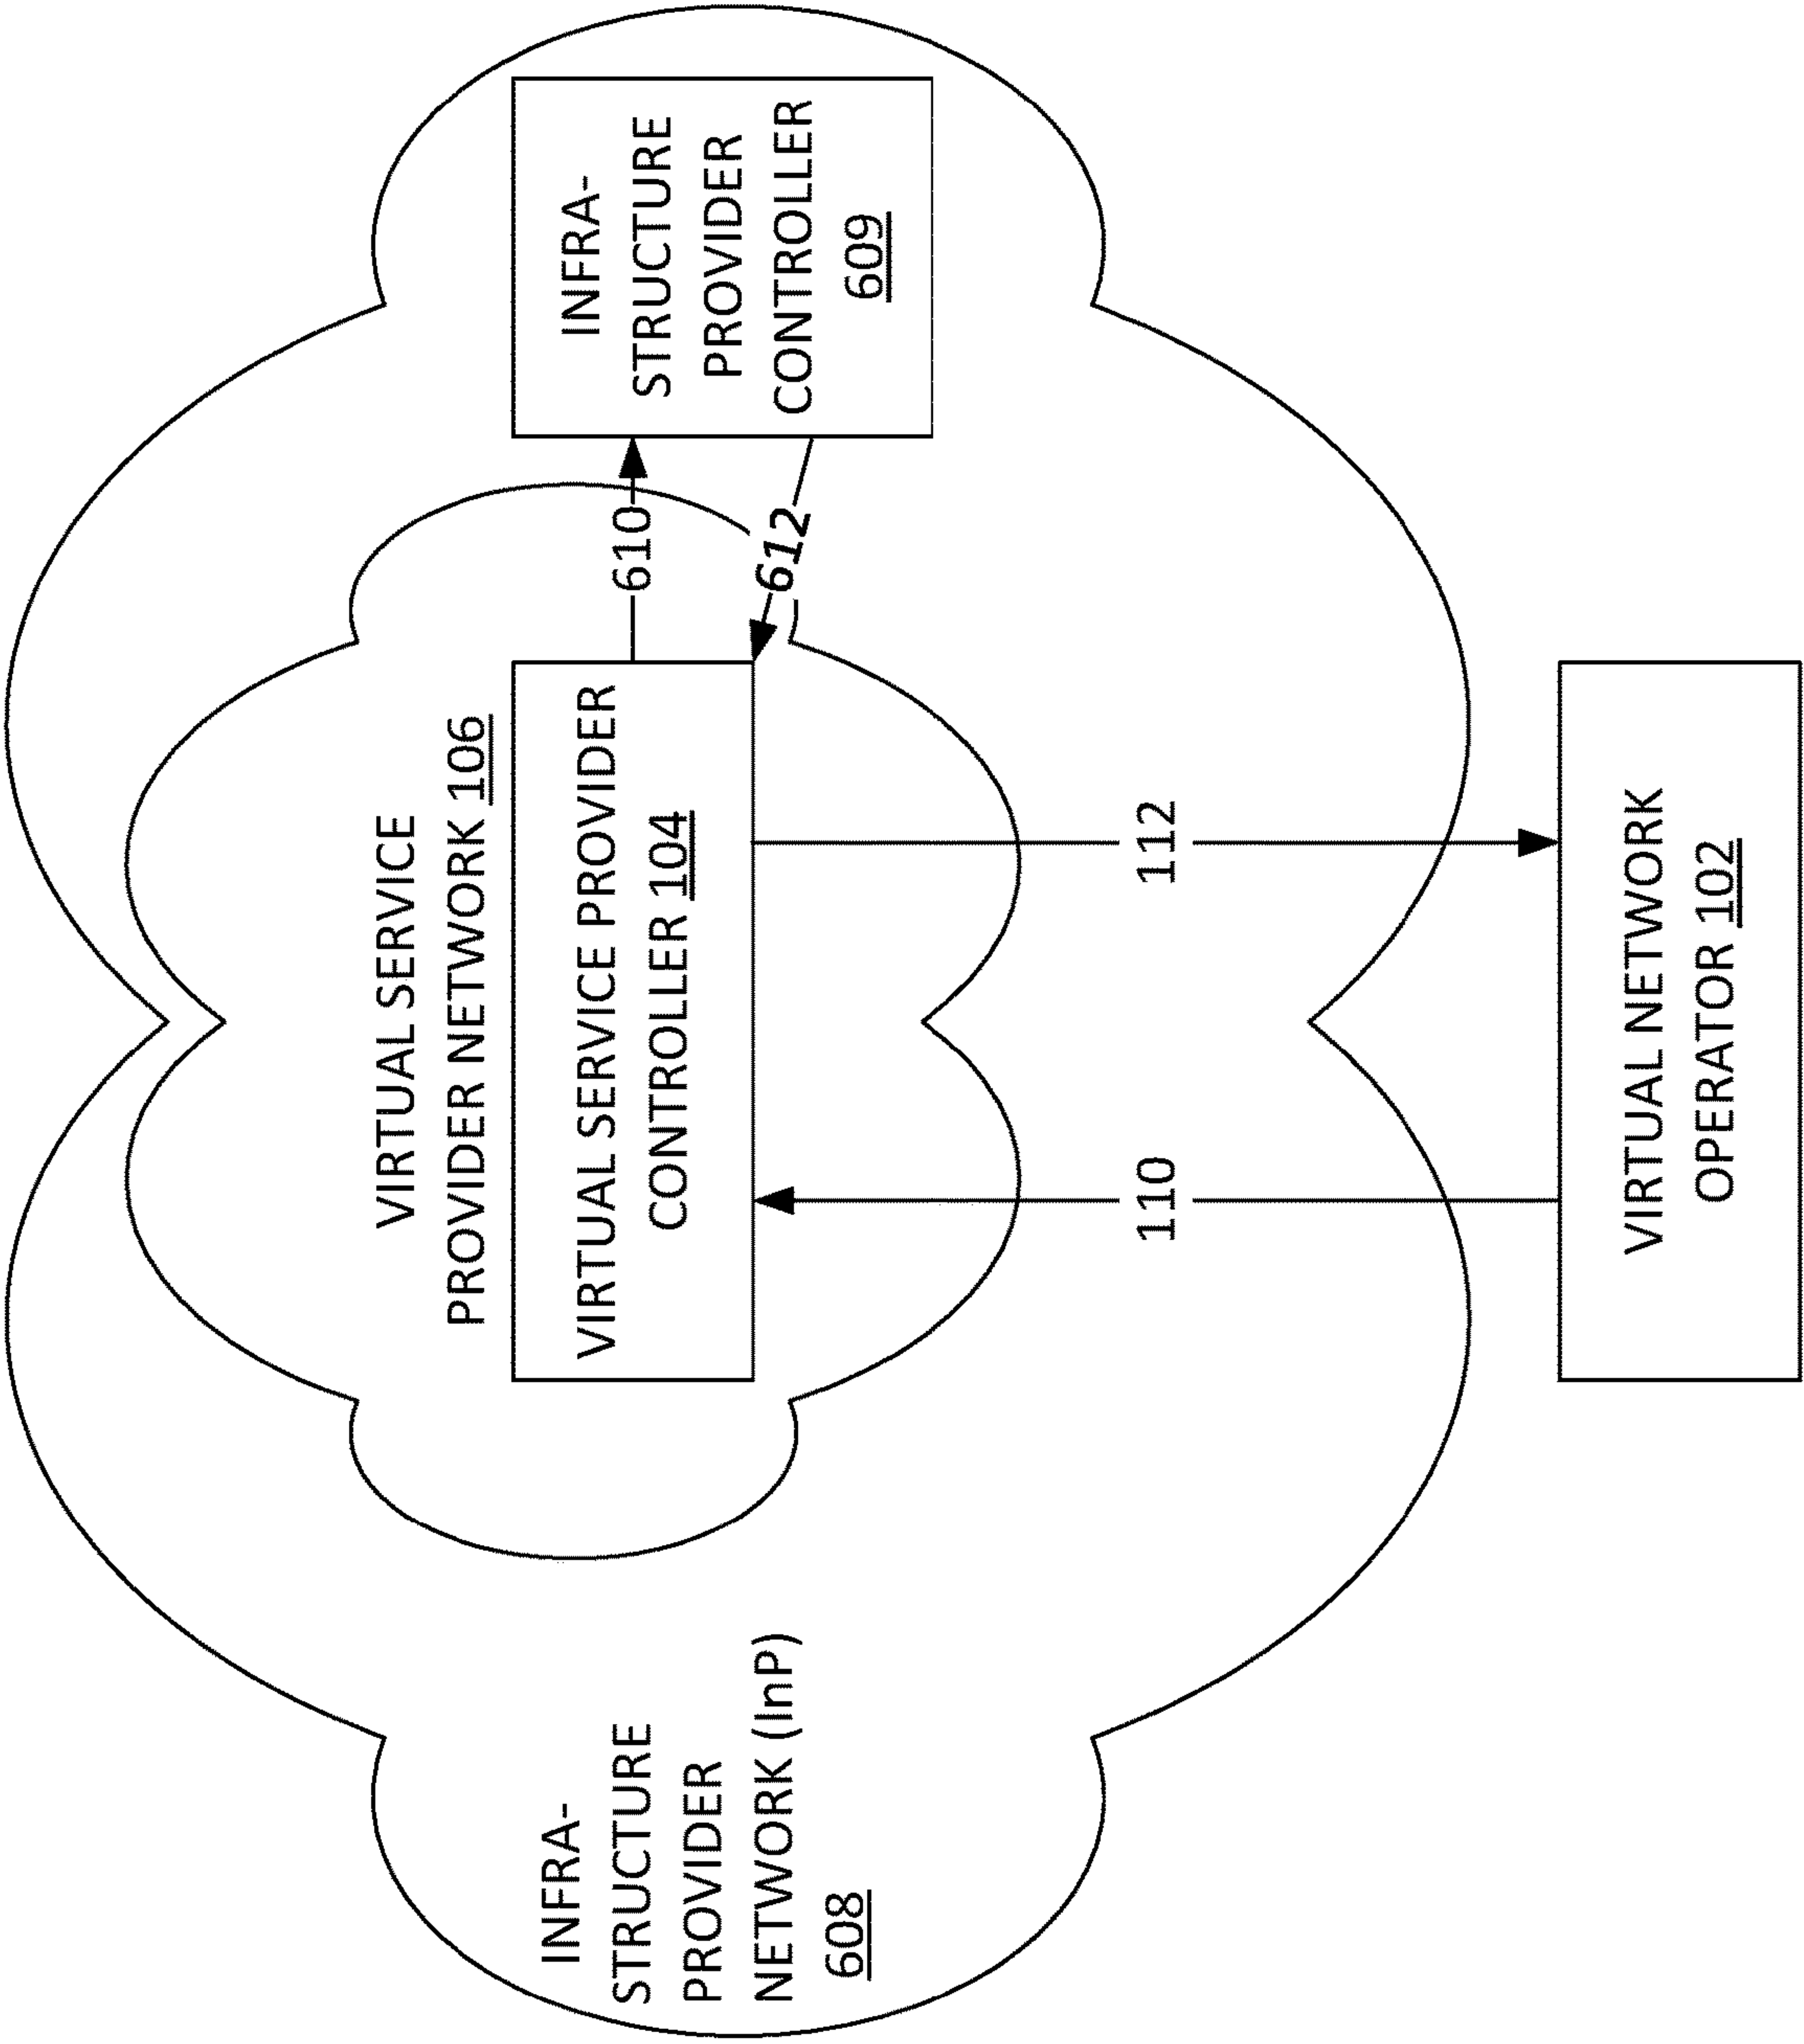 VIRTUAL SERVICE
PROVIDER NETWORK 106
VIRTUAL SERVICE PROVIDER
CONTROLLER 104
610
612
INFRA-
STRUCTURE
PROVIDER
CONTROLLER
609
INFRA-
STRUCTURE
PROVIDER
NETWORK (InP)
608
110
112
VIRTUAL NETWORK
OPERATOR 102